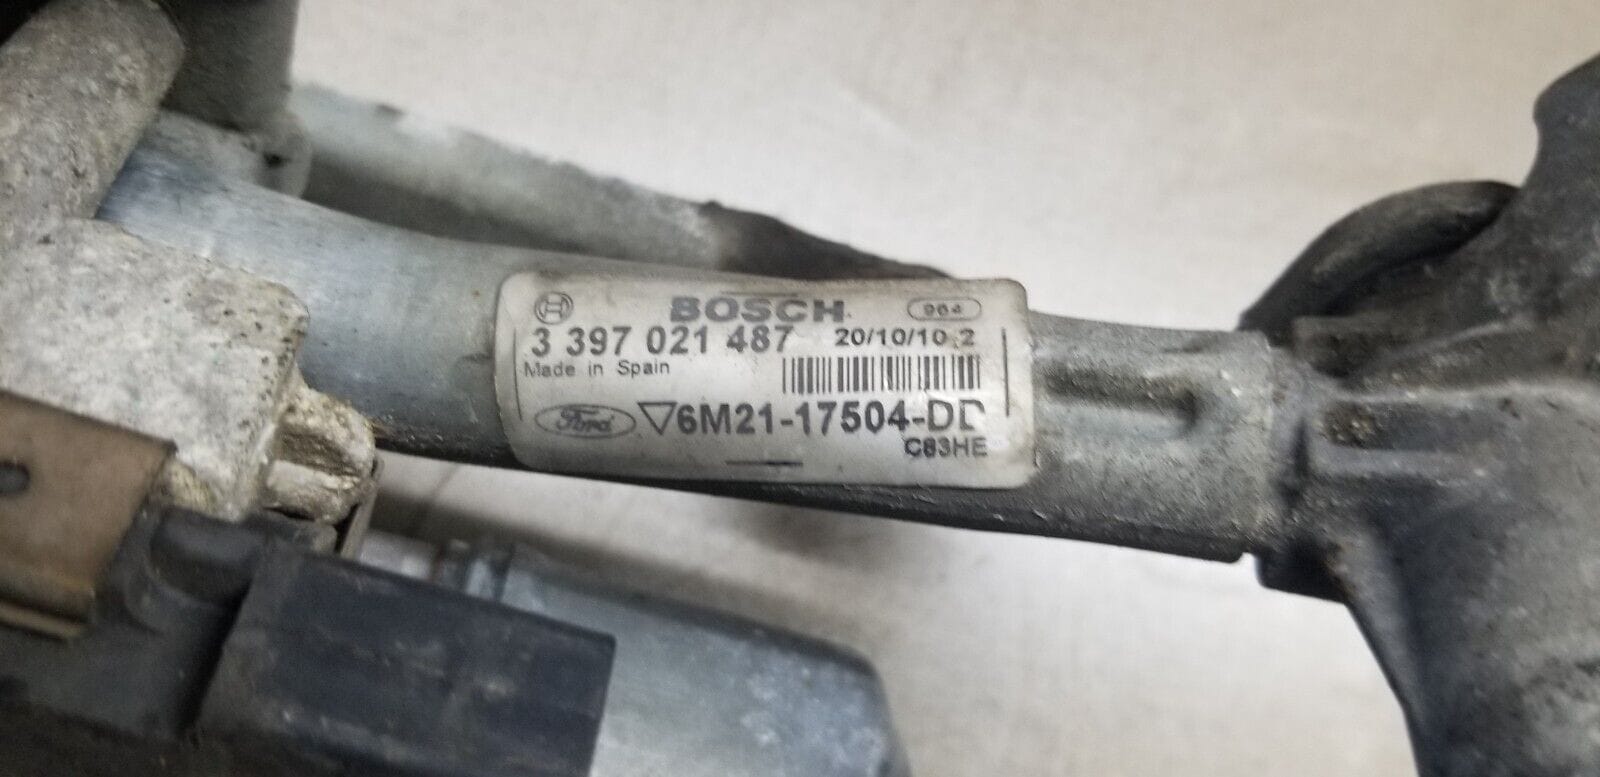 BOSCH 964
3 397 021 487 20/10/10.2
Made in Spain
Ford 6M21-17504-DD
C83HE